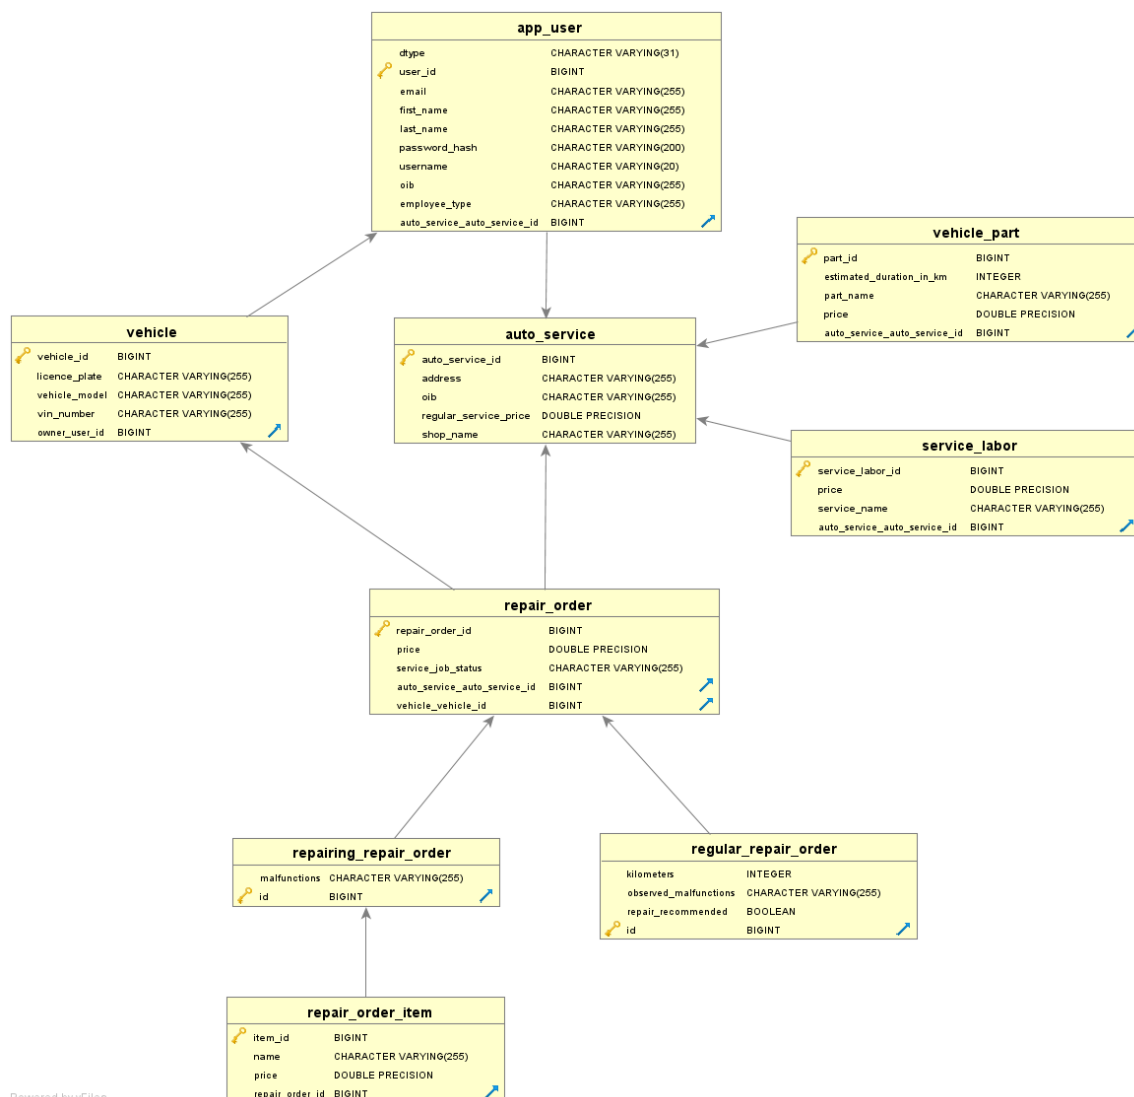 app_user
dtype CHARACTER VARYING(31)
user_id BIGINT
email CHARACTER VARYING(255)
first_name CHARACTER VARYING(255)
last_name CHARACTER VARYING(255)
password_hash CHARACTER VARYING(200)
username CHARACTER VARYING(20)
oib CHARACTER VARYING(255)
employee_type CHARACTER VARYING(255)
auto_service_auto_service_id BIGINT
vehicle_part
part_id BIGINT
estimated_duration_in_km INTEGER
part_name CHARACTER VARYING(255)
price DOUBLE PRECISION
auto_service_auto_service_id BIGINT
vehicle
vehicle_id BIGINT
licence_plate CHARACTER VARYING(255)
vehicle_model CHARACTER VARYING(255)
vin_number CHARACTER VARYING(255)
owner_user_id BIGINT
auto_service
auto_service_id BIGINT
address CHARACTER VARYING(255)
oib CHARACTER VARYING(255)
regular_service_price DOUBLE PRECISION
shop_name CHARACTER VARYING(255)
service_labor
service_labor_id BIGINT
price DOUBLE PRECISION
service_name CHARACTER VARYING(255)
auto_service_auto_service_id BIGINT
repair_order
repair_order_id BIGINT
price DOUBLE PRECISION
service_job_status CHARACTER VARYING(255)
auto_service_auto_service_id BIGINT
vehicle_vehicle_id BIGINT
repairing_repair_order
malfunctions CHARACTER VARYING(255)
id BIGINT
regular_repair_order
kilometers INTEGER
observed_malfunctions CHARACTER VARYING(255)
repair_recommended BOOLEAN
id BIGINT
repair_order_item
item_id BIGINT
name CHARACTER VARYING(255)
price DOUBLE PRECISION
repair_order_id BIGINT
Powered by yFiles